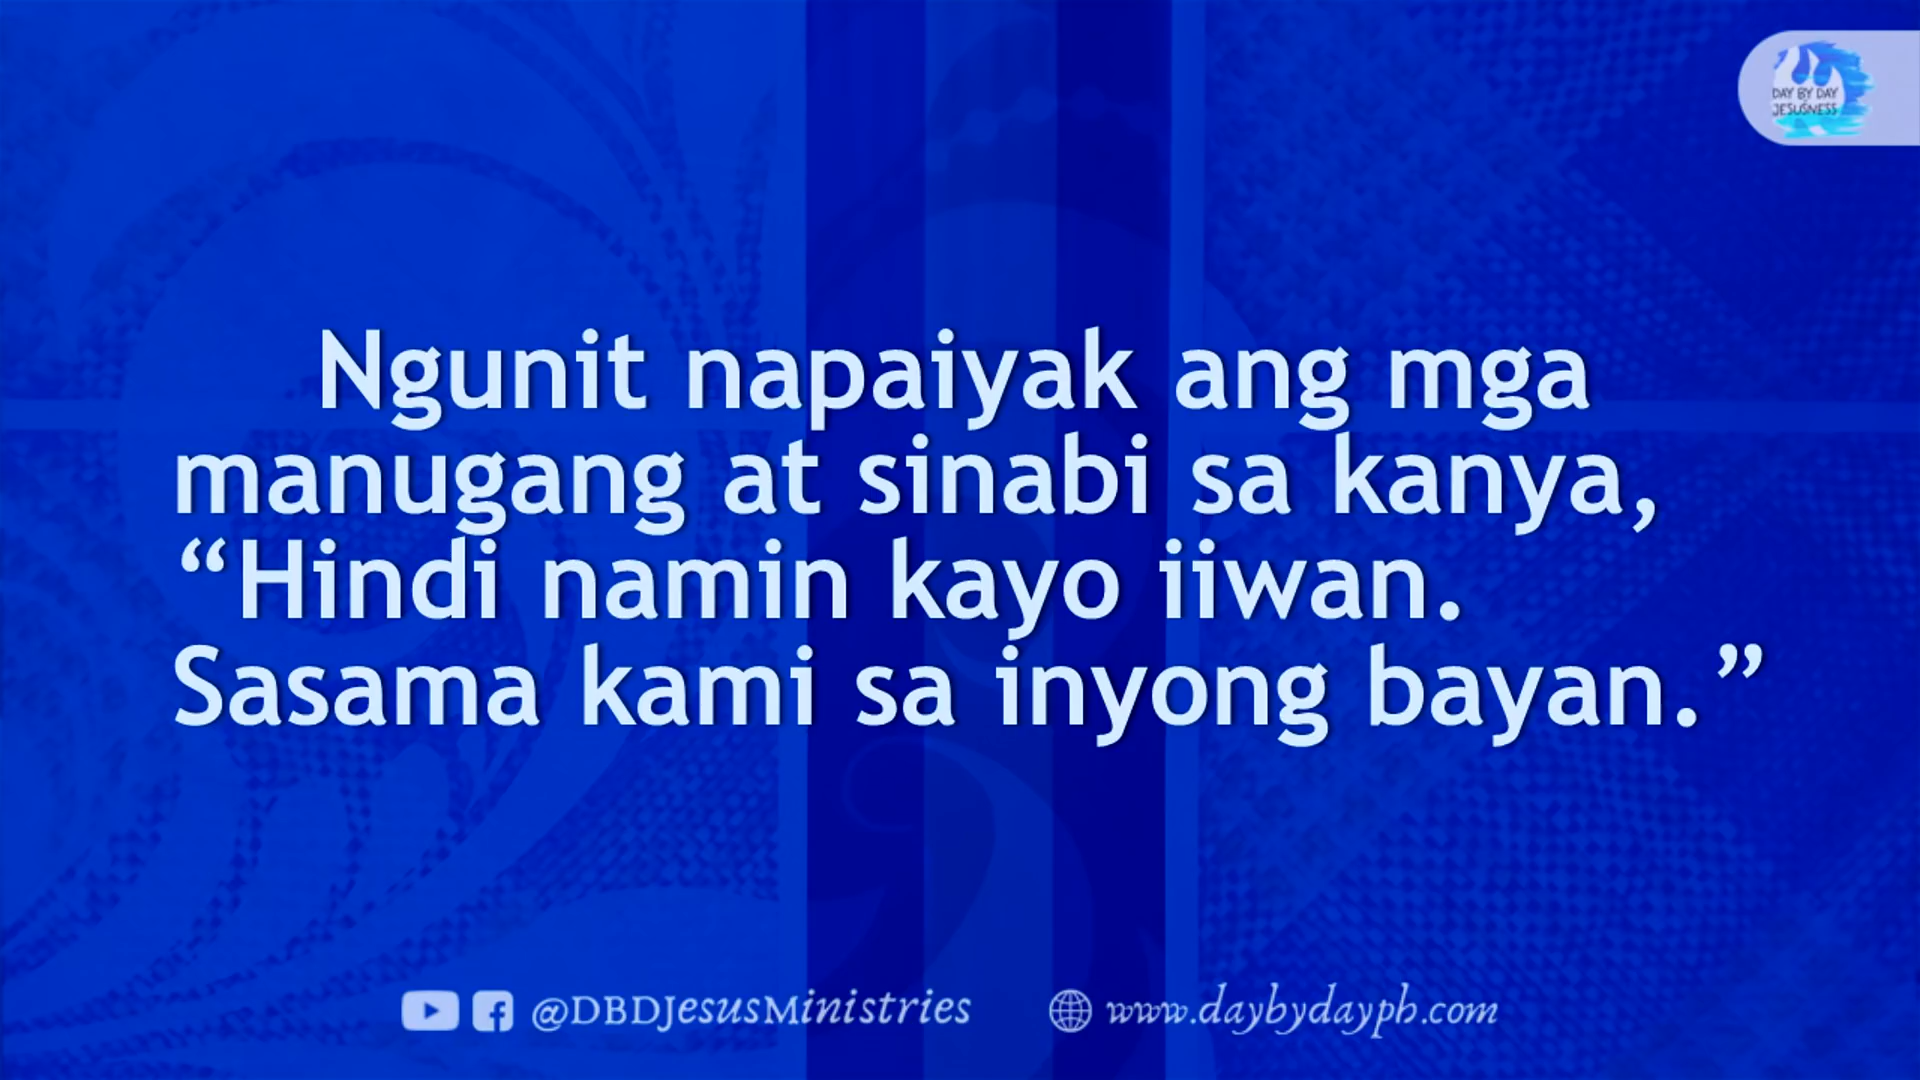 DAY BY DAY
JESUSNESS
Ngunit napaiyak ang mga
manugang at sinabi sa kanya,
“Hindi namin kayo iiwan.
Sasama kami sa inyong bayan.”
@DBDJesusMinistries www.daybydayph.com